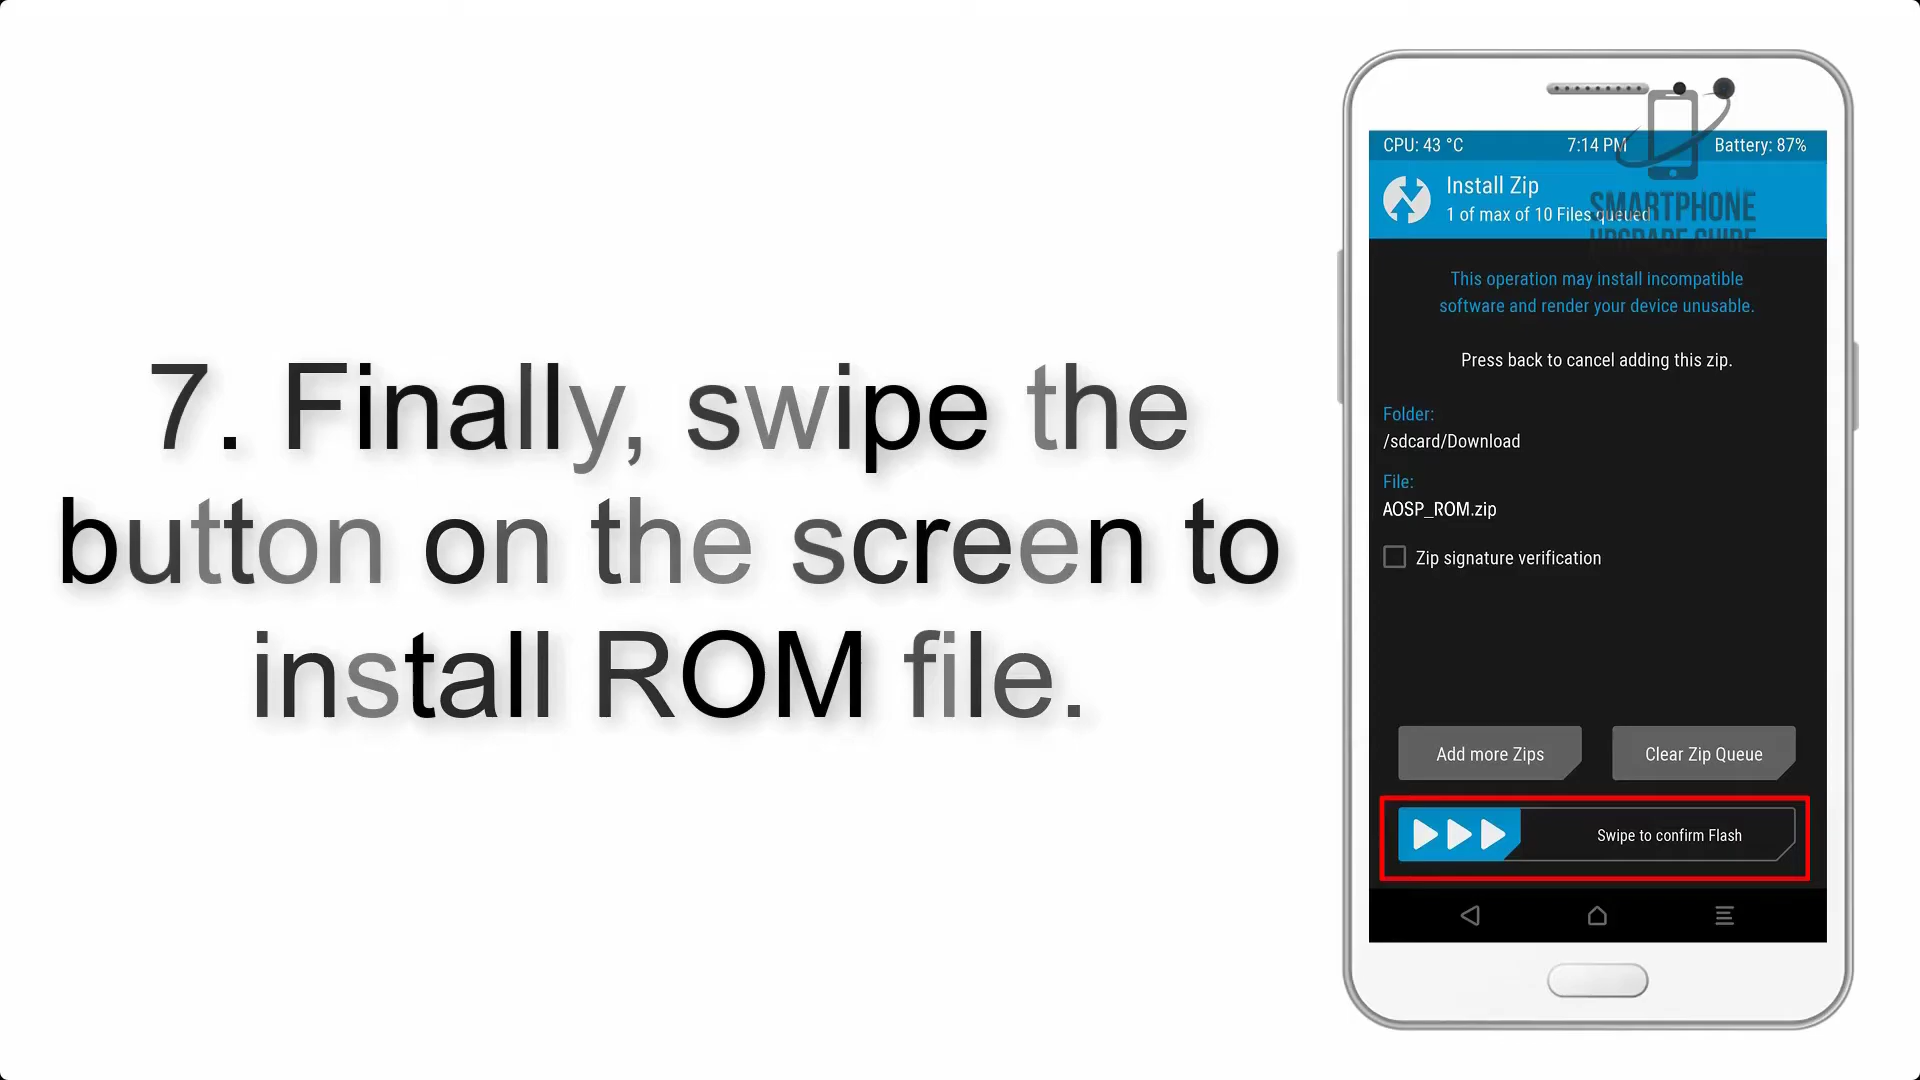 7. Finally, swipe the
button on the screen to
install ROM file.
CPU: 43 °C 7:14 PM Battery: 87%
Install Zip
1 of max of 10 Files queued
SMARTPHONE
UPGRADE GUIDE
This operation may install incompatible
software and render your device unusable.
Press back to cancel adding this zip.
Folder:
/sdcard/Download
File:
AOSP_ROM.zip
Zip signature verification
Add more Zips Clear Zip Queue
Swipe to confirm Flash